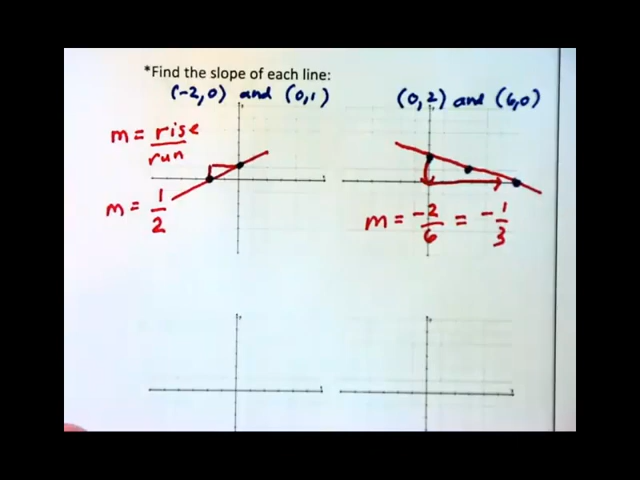 *Find the slope of each line:
(-2,0) and (0,1)
m = rise/run
m = 1/2
(0,2) and (6,0)
m = -2/6 = -1/3